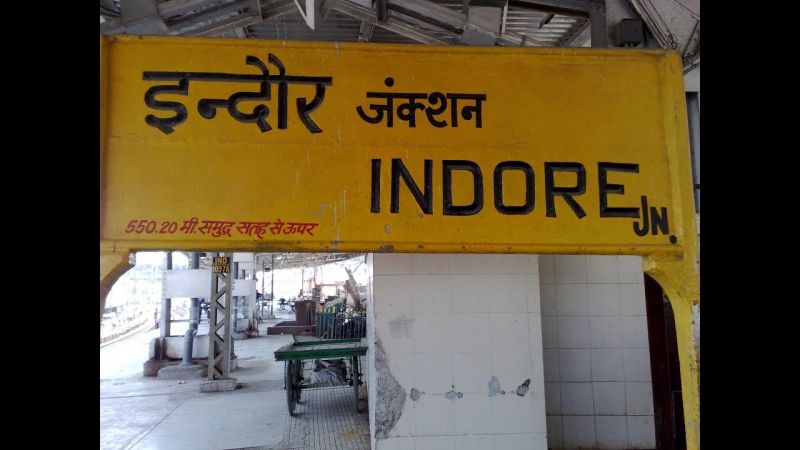 इन्दौर जंक्शन
INDORE JN.
550.20 मी. समुद्र सतह से ऊपर